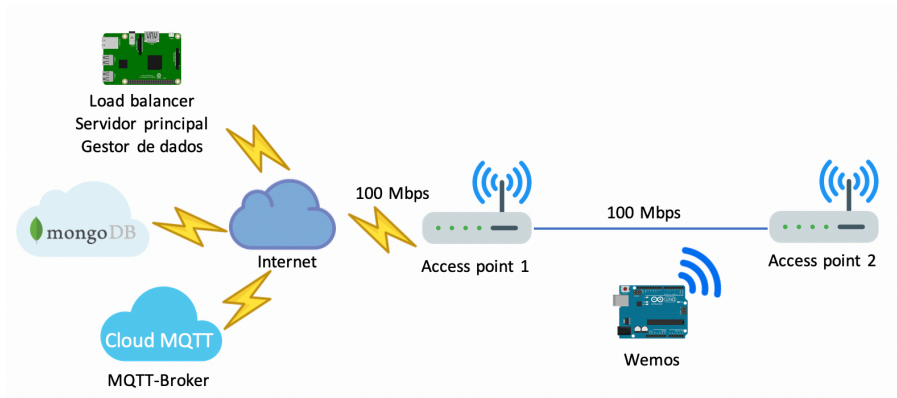 Load balancer
Servidor principal
Gestor de dados
100 Mbps
100 Mbps
mongoDB
Internet
Access point 1
Access point 2
Cloud MQTT
MQTT-Broker
Wemos